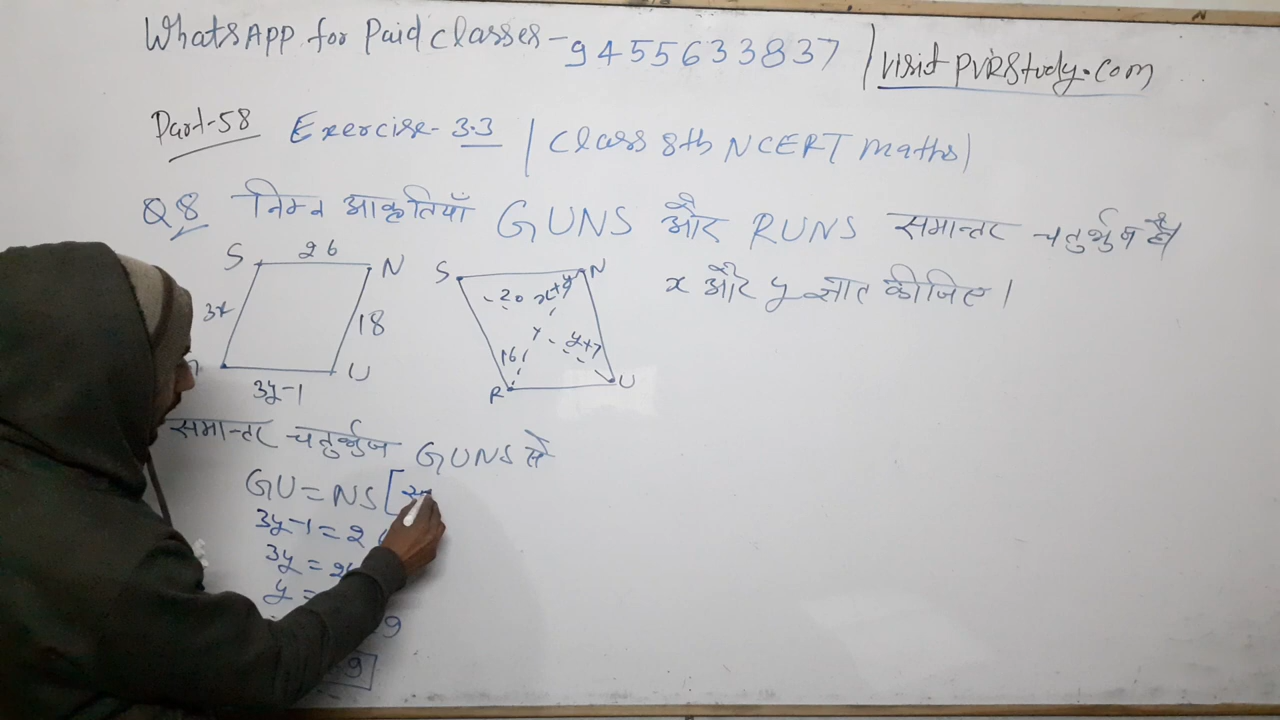 WhatsApp for Paid Classes - 9455633837 / visit PVRStudy.com
Part-58 Exercise-3.3 / (Class 8th NCERT maths)
Q8 निम्न आकृतियाँ GUNS और RUNS समान्तर चतुर्भुज है।
x और y ज्ञात कीजिए।
S 26 N
3x 18
U
3y-1
S N
20 x+y
16 y+7
R U
समान्तर चतुर्भुज GUNS से
GU = NS [
3y-1 = 2
3y =
y =
9
9